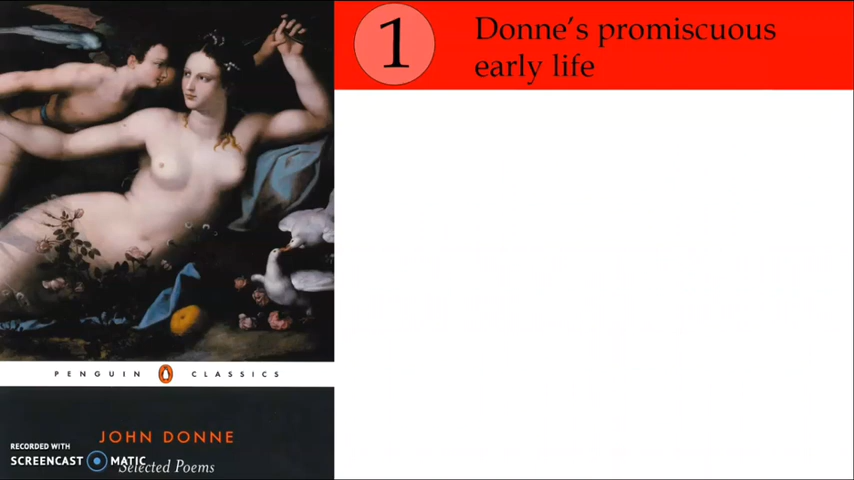 1
Donne's promiscuous
early life
PENGUIN CLASSICS
JOHN DONNE
Selected Poems
RECORDED WITH
SCREENCAST MATIC